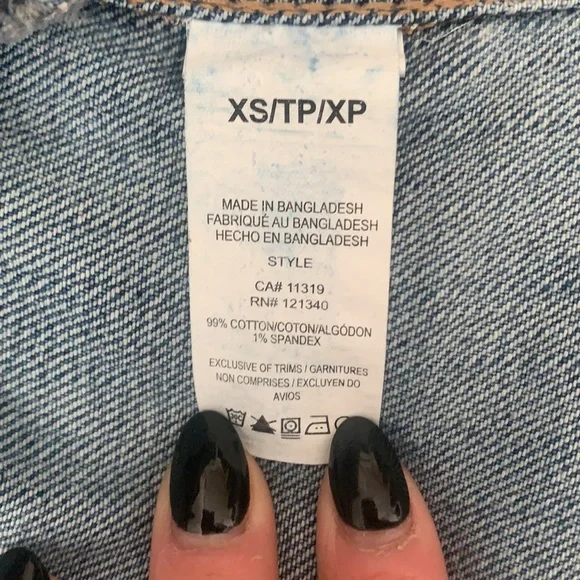 XS/TP/XP
MADE IN BANGLADESH
FABRIQUÉ AU BANGLADESH
HECHO EN BANGLADESH
STYLE
CA# 11319
RN# 121340
99% COTTON/COTON/ALGÓDON
1% SPANDEX
EXCLUSIVE OF TRIMS / GARNITURES
NON COMPRISES / EXCLUYEN DO
AVIOS